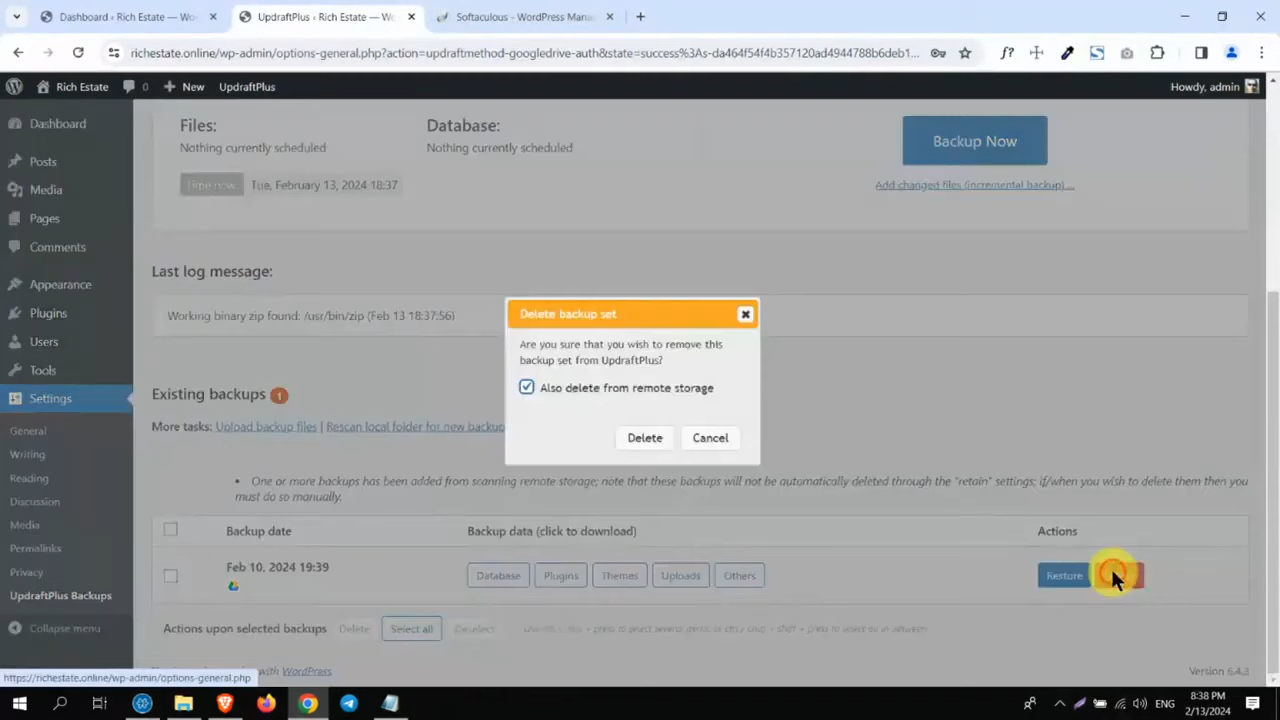 Dashboard ‹ Rich Estate — Wor
UpdraftPlus ‹ Rich Estate — Wo
Softaculous - WordPress Mana
richestate.online/wp-admin/options-general.php?action=updraftmethod-googledrive-auth&state=success%3As-da464f54f4b357120ad4944788b6deb1...
Rich Estate
0
New
UpdraftPlus
Howdy, admin
Dashboard
Posts
Media
Pages
Comments
Appearance
Plugins
Users
Tools
Settings
General
Writing
Reading
Discussion
Media
Permalinks
Privacy
UpdraftPlus Backups
Collapse menu
Files:
Nothing currently scheduled
Database:
Nothing currently scheduled
Backup Now
Time now: Tue, February 13, 2024 18:37
Add changed files (incremental backup) ...
Last log message:
Working binary zip found: /usr/bin/zip (Feb 13 18:37:56)
Delete backup set
Are you sure that you wish to remove this
backup set from UpdraftPlus?
Also delete from remote storage
Delete
Cancel
Existing backups 1
More tasks: Upload backup files | Rescan local folder for new backup
One or more backups has been added from scanning remote storage; note that these backups will not be automatically deleted through the "retain" settings; if/when you wish to delete them then you
must do so manually.
Backup date
Backup data (click to download)
Actions
Feb 10, 2024 19:39
Database
Plugins
Themes
Uploads
Others
Restore
Actions upon selected backups
Delete
Select all
Deselect
with WordPress
Version 6.4.3
https://richestate.online/wp-admin/options-general.php
ENG
8:38 PM
2/13/2024